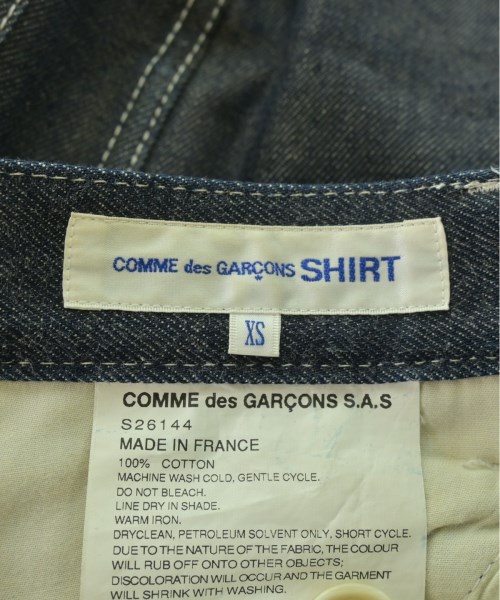 COMME des GARÇONS SHIRT
XS
COMME des GARÇONS S.A.S
S26144
MADE IN FRANCE
100% COTTON
MACHINE WASH COLD, GENTLE CYCLE.
DO NOT BLEACH.
LINE DRY IN SHADE.
WARM IRON.
DRYCLEAN, PETROLEUM SOLVENT ONLY, SHORT CYCLE.
DUE TO THE NATURE OF THE FABRIC, THE COLOUR
WILL RUB OFF ONTO OTHER OBJECTS;
DISCOLORATION WILL OCCUR AND THE GARMENT
WILL SHRINK WITH WASHING.